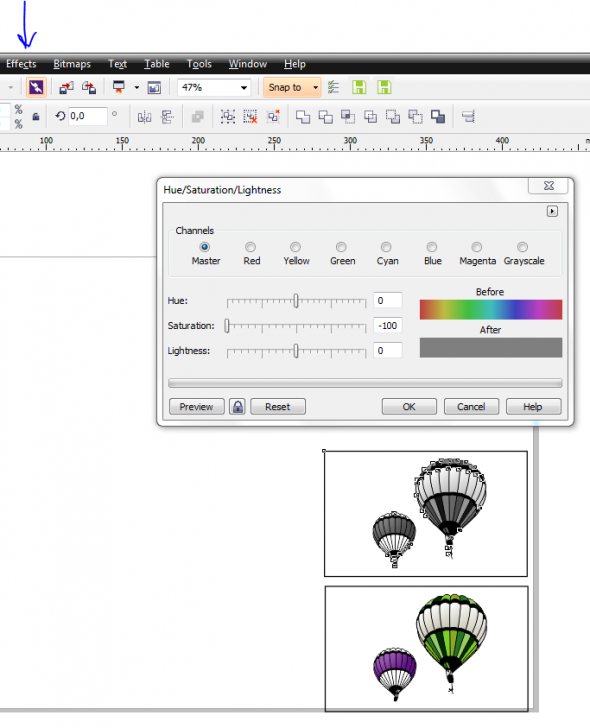 Effects Bitmaps Text Table Tools Window Help
47% Snap to
% 0,0 °
%
100 150 200 250 300 350 400
Hue/Saturation/Lightness
Channels
Master Red Yellow Green Cyan Blue Magenta Grayscale
Before
Hue: 0
Saturation: -100
After
Lightness: 0
Preview Reset OK Cancel Help